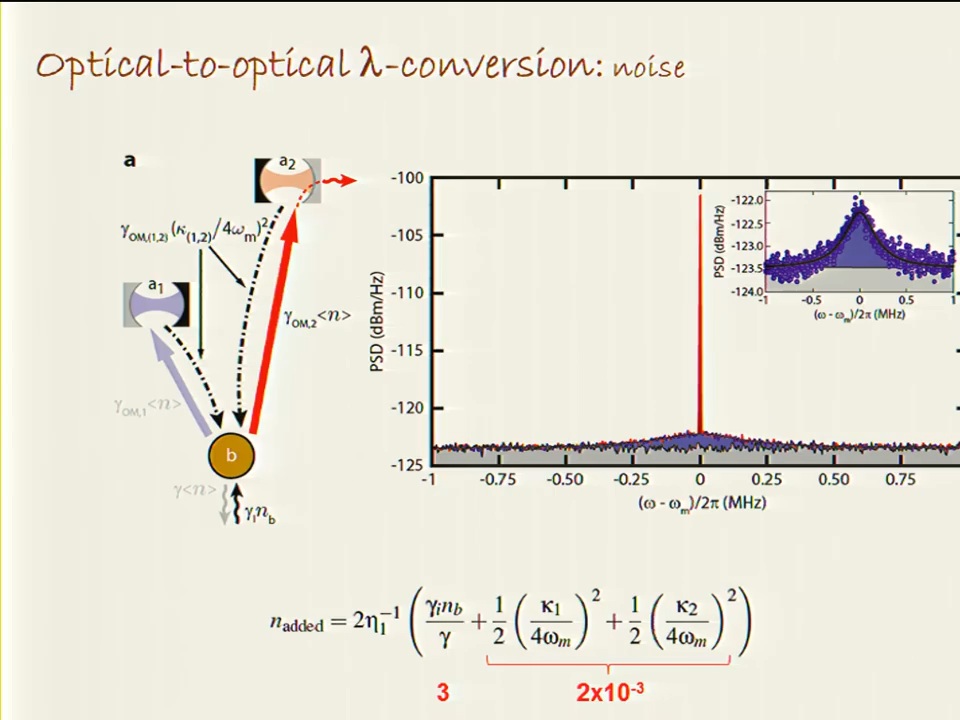 Optical-to-optical λ-conversion: noise
a
a2
γOM,(1,2)(κ(1,2)/4ωm)²
a1
γOM,2<n>
γOM,1<n>
b
γ<n>
γinb
PSD (dBm/Hz)
-100
-105
-110
-115
-120
-125
-1
-0.75
-0.50
-0.25
0
0.25
0.50
0.75
(ω - ωm)/2π (MHz)
PSD (dBm/Hz)
-122.0
-122.5
-123.0
-123.5
-124.0
-1
-0.5
0
0.5
1
(ω - ωm)/2π (MHz)
nadded = 2η1⁻¹ ( γinb/γ + 1/2 ( κ1/4ωm )² + 1/2 ( κ2/4ωm )² )
3
2x10⁻³